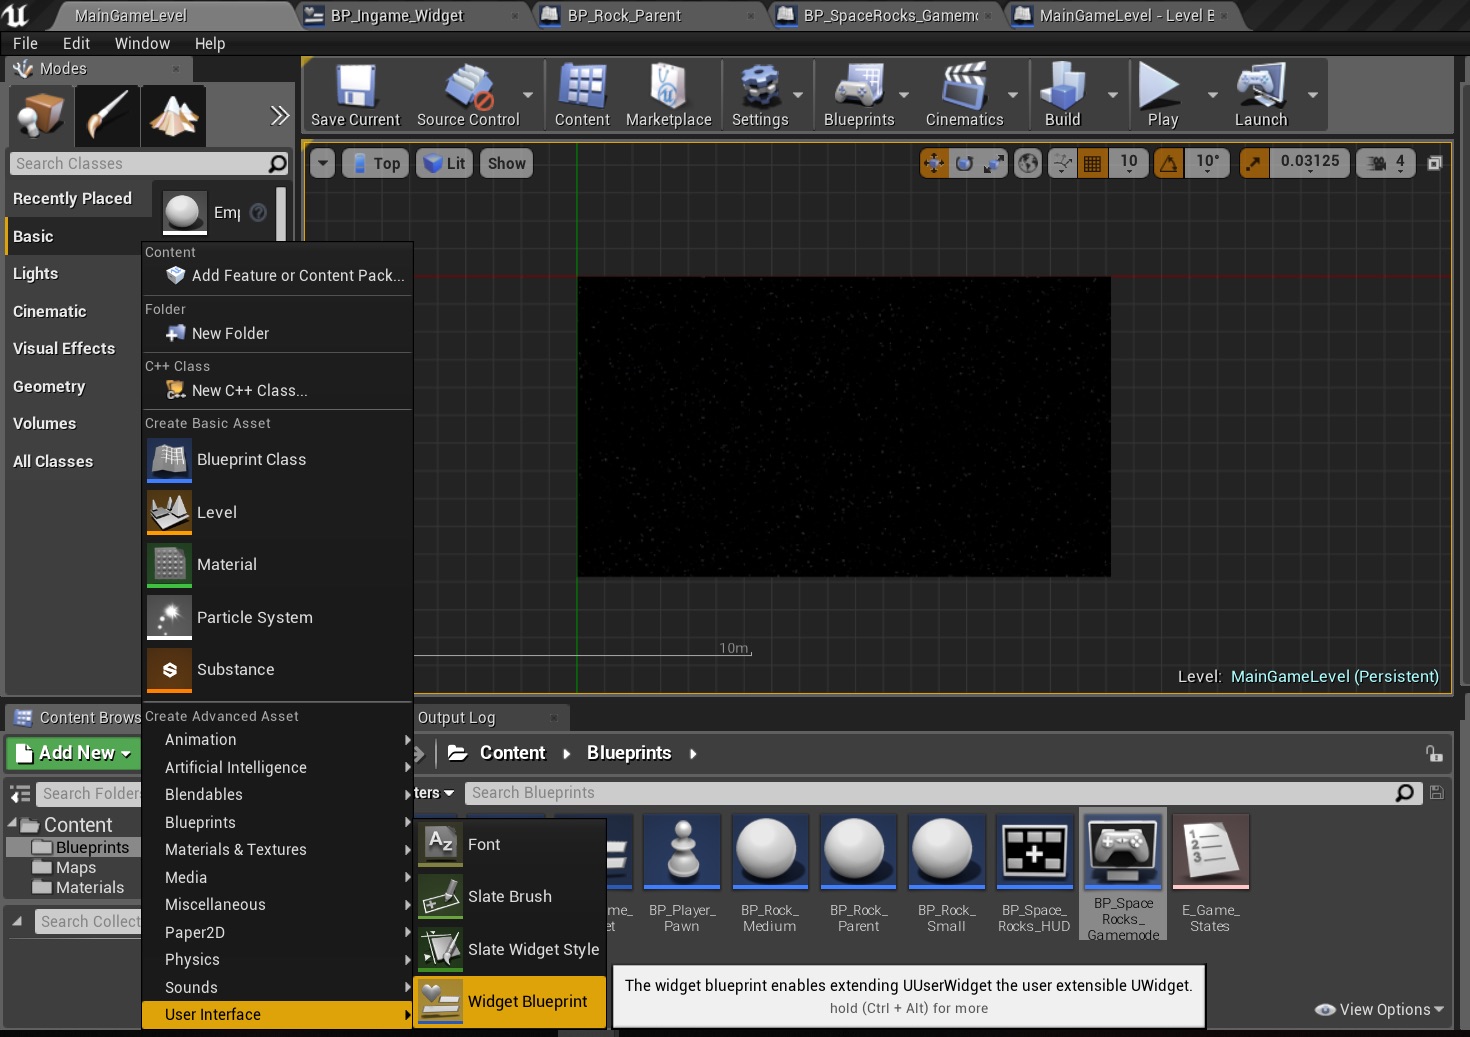 MainGameLevel
BP_Ingame_Widget
BP_Rock_Parent
BP_SpaceRocks_Gamem
MainGameLevel - Level B
File Edit Window Help
Modes
Save Current
Source Control
Content
Marketplace
Settings
Blueprints
Cinematics
Build
Play
Launch
Search Classes
Top
Lit
Show
10
10°
0.03125
4
Recently Placed
Basic
Lights
Cinematic
Visual Effects
Geometry
Volumes
All Classes
Emp
Content
Add Feature or Content Pack...
Folder
New Folder
C++ Class
New C++ Class...
Create Basic Asset
Blueprint Class
Level
Material
Particle System
Substance
Create Advanced Asset
Animation
Artificial Intelligence
Blendables
Blueprints
Materials & Textures
Media
Miscellaneous
Paper2D
Physics
Sounds
User Interface
10m
Level: MainGameLevel (Persistent)
Content Brows
Output Log
Add New
Content
Blueprints
Search Folders
ters
Search Blueprints
Content
Blueprints
Maps
Materials
Search Collect
Az
Font
Slate Brush
Slate Widget Style
Widget Blueprint
me_
et
BP_Player_
Pawn
BP_Rock_
Medium
BP_Rock_
Parent
BP_Rock_
Small
BP_Space_
Rocks_HUD
BP_Space
Rocks_
Gamemode
1
2
3
E_Game_
States
The widget blueprint enables extending UUserWidget the user extensible UWidget.
hold (Ctrl + Alt) for more
View Options